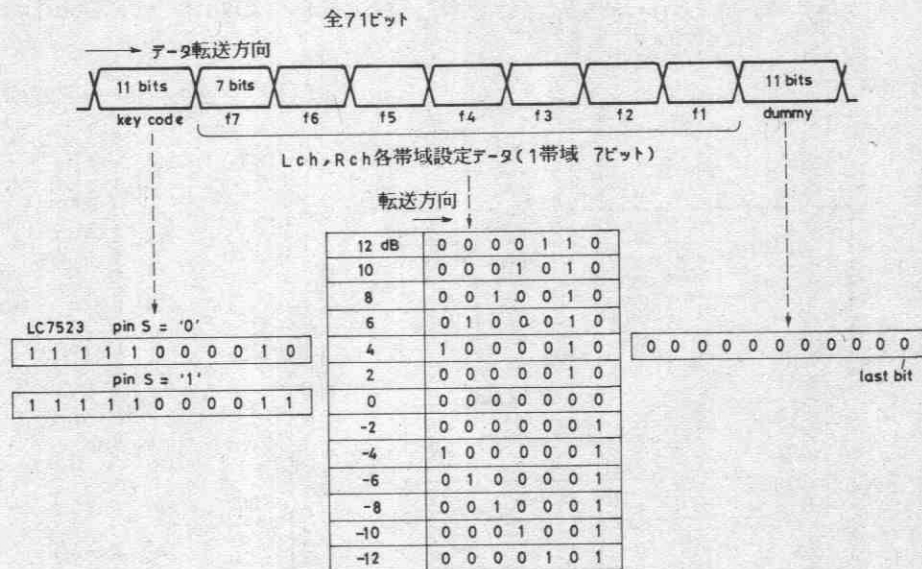 全71ビット
データ転送方向
11 bits 7 bits 11 bits
key code f7 f6 f5 f4 f3 f2 f1 dummy
Lch,Rch各帯域設定データ(1帯域 7ビット)
転送方向
12 dB 0 0 0 0 1 1 0
10 0 0 0 1 0 1 0
8 0 0 1 0 0 1 0
6 0 1 0 0 0 1 0
4 1 0 0 0 0 1 0
2 0 0 0 0 0 1 0
0 0 0 0 0 0 0 0
-2 0 0 0 0 0 0 1
-4 1 0 0 0 0 0 1
-6 0 1 0 0 0 0 1
-8 0 0 1 0 0 0 1
-10 0 0 0 1 0 0 1
-12 0 0 0 0 1 0 1
LC7523 pin S = '0'
1 1 1 1 1 0 0 0 0 1 0
pin S = '1'
1 1 1 1 1 0 0 0 0 1 1
0 0 0 0 0 0 0 0 0 0 0
last bit